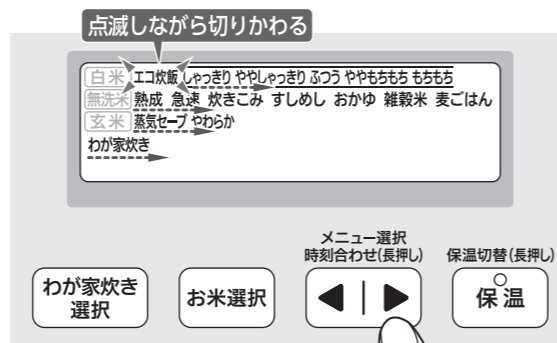 点滅しながら切りかわる
白米 エコ炊飯 しゃっきり ややしゃっきり ふつう ややもちもち もちもち
無洗米 熟成 急速 炊きこみ すしめし おかゆ 雑穀米 麦ごはん
玄米 蒸気セーブ やわらか
わが家炊き
メニュー選択
時刻合わせ(長押し) 保温切替(長押し)
わが家炊き
選択
お米選択
保温